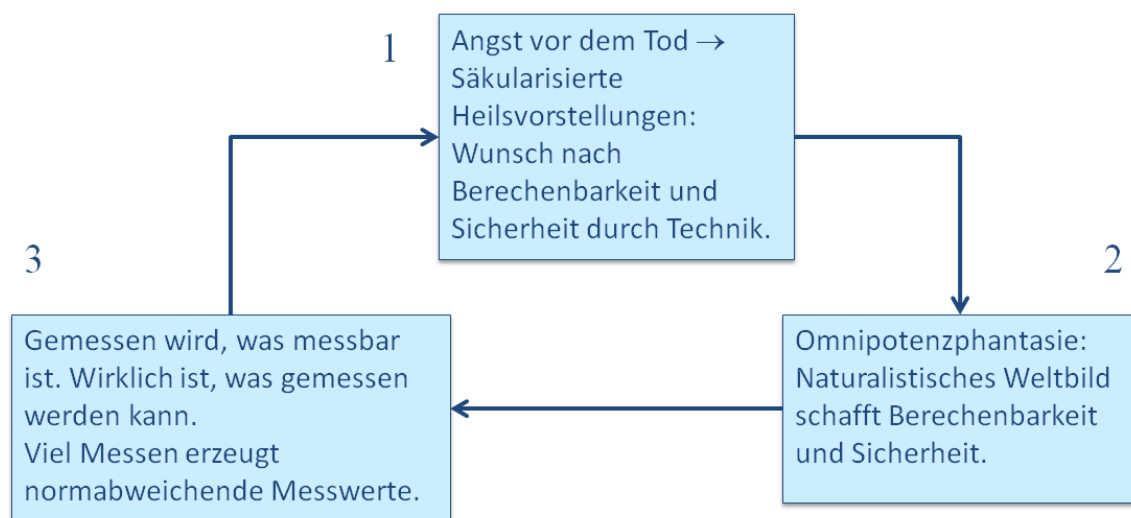 1
Angst vor dem Tod →
Säkularisierte
Heilsvorstellungen:
Wunsch nach
Berechenbarkeit und
Sicherheit durch Technik.
2
Omnipotenzphantasie:
Naturalistisches Weltbild
schafft Berechenbarkeit
und Sicherheit.
3
Gemessen wird, was messbar
ist. Wirklich ist, was gemessen
werden kann.
Viel Messen erzeugt
normabweichende Messwerte.